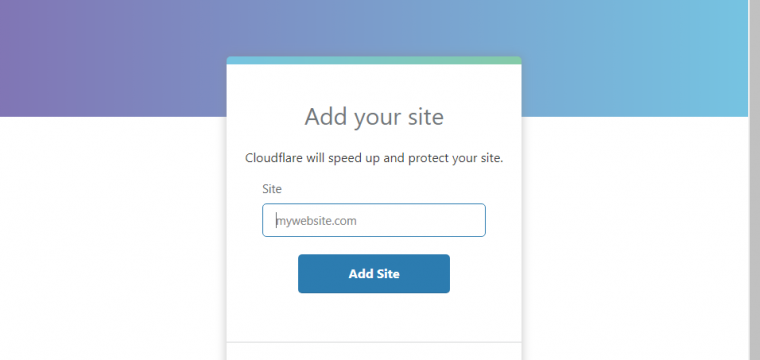 Add your site
Cloudflare will speed up and protect your site.
Site
mywebsite.com
Add Site